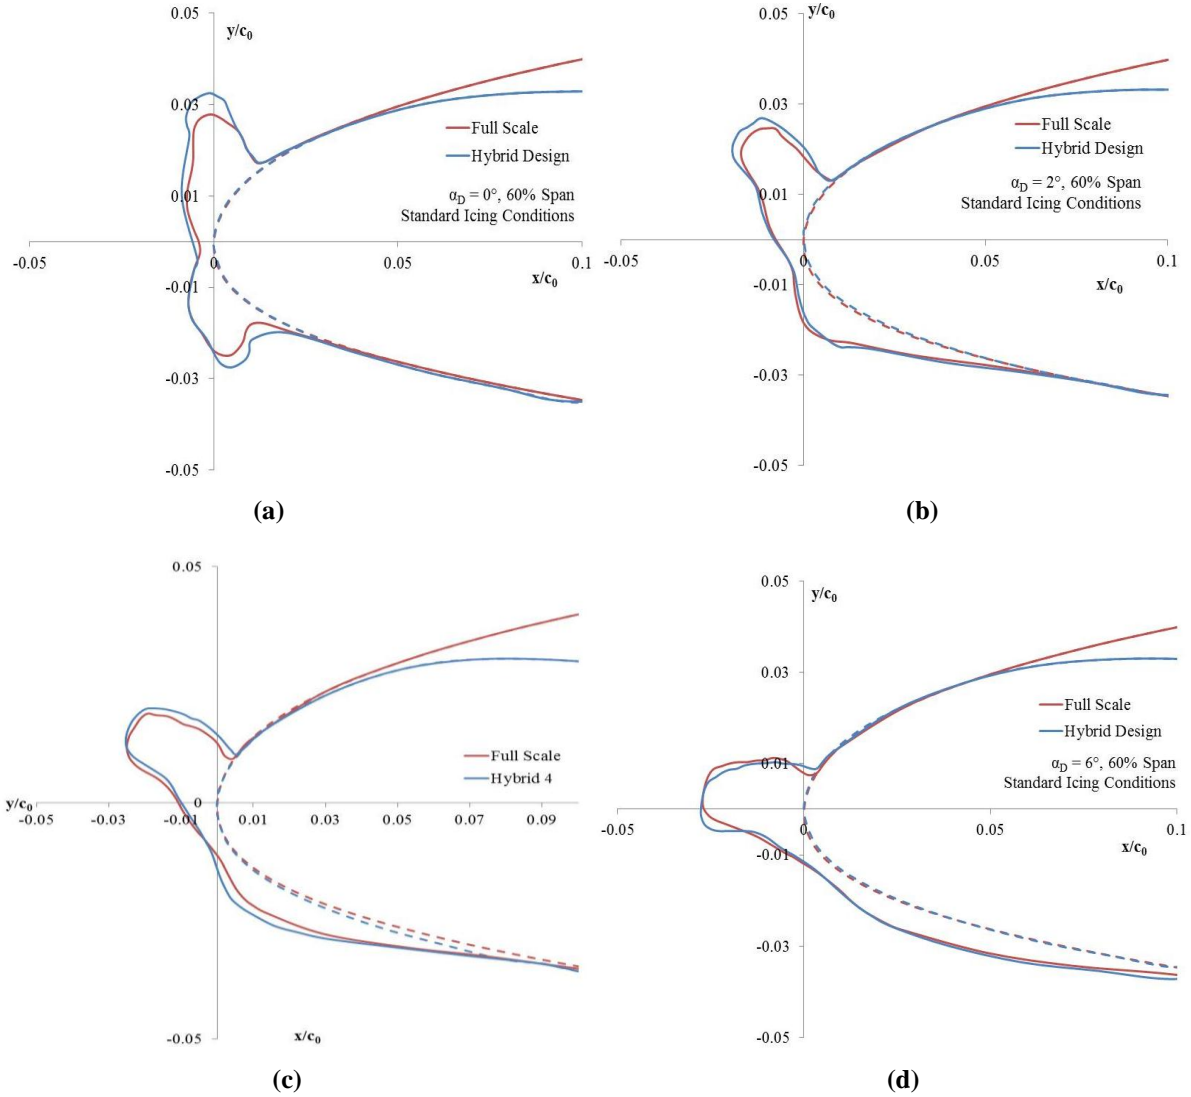 0.05
y/c0
0.03
Full Scale
Hybrid Design
0.01
αD = 0°, 60% Span
Standard Icing Conditions
-0.05
0
0.05
0.1
x/c0
-0.01
-0.03
-0.05
(a)
0.05
y/c0
0.03
Full Scale
Hybrid Design
0.01
αD = 2°, 60% Span
Standard Icing Conditions
-0.05
0
0.05
0.1
x/c0
-0.01
-0.03
-0.05
(b)
0.05
Full Scale
Hybrid 4
y/c0
0
-0.05
-0.03
-0.01
0.01
0.03
0.05
0.07
0.09
-0.05
x/c0
(c)
0.05
y/c0
0.03
Full Scale
Hybrid Design
0.01
αD = 6°, 60% Span
Standard Icing Conditions
-0.05
0
0.05
0.1
x/c0
-0.01
-0.03
-0.05
(d)